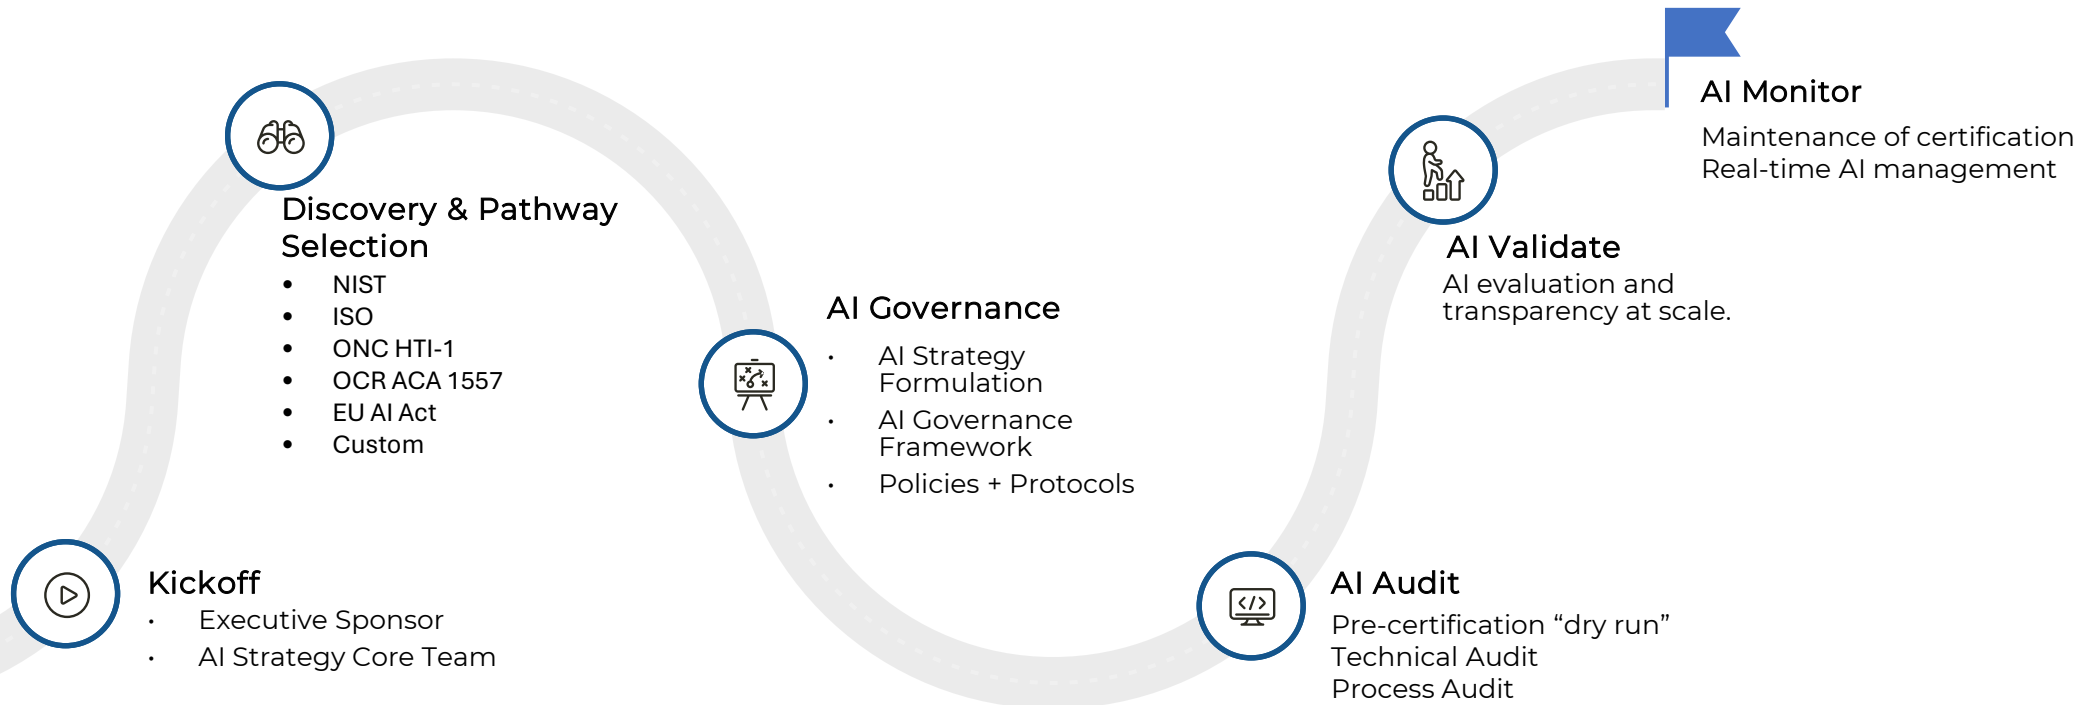 Kickoff
• Executive Sponsor
• AI Strategy Core Team
Discovery & Pathway
Selection
• NIST
• ISO
• ONC HTI-1
• OCR ACA 1557
• EU AI Act
• Custom
AI Governance
• AI Strategy
Formulation
• AI Governance
Framework
• Policies + Protocols
AI Audit
Pre-certification “dry run”
Technical Audit
Process Audit
AI Validate
AI evaluation and
transparency at scale.
AI Monitor
Maintenance of certification
Real-time AI management